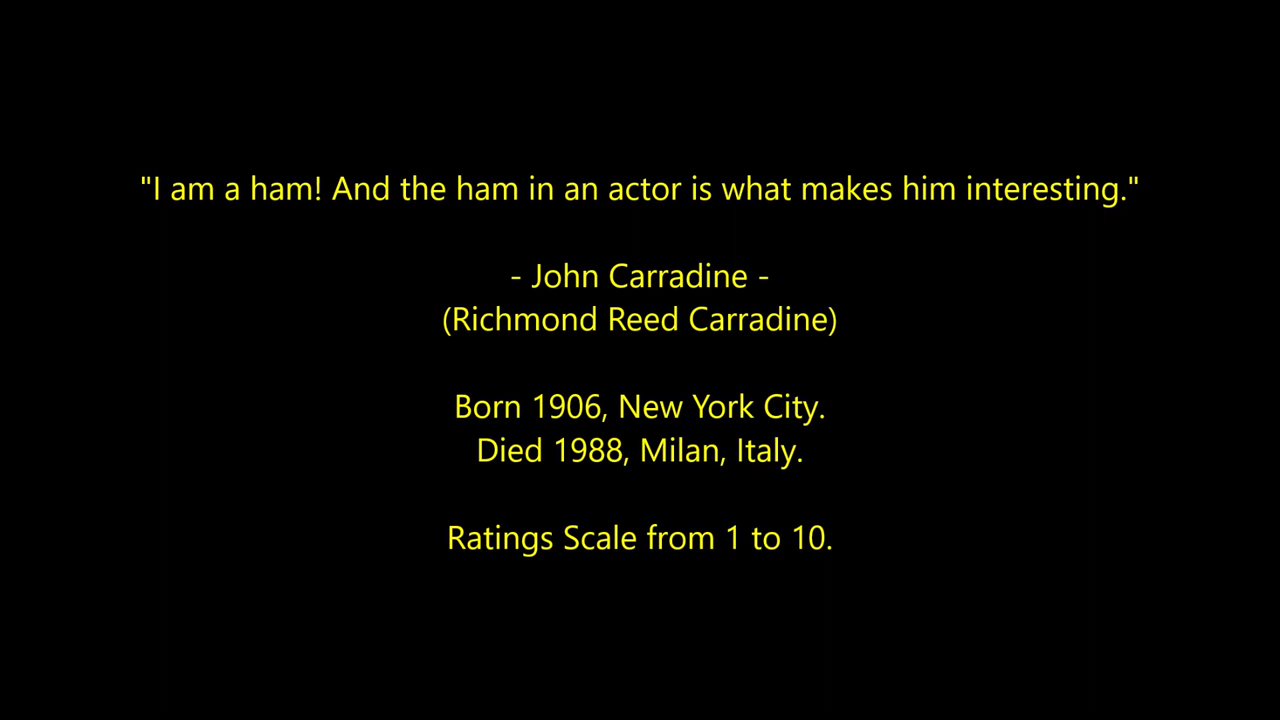 "I am a ham! And the ham in an actor is what makes him interesting."
- John Carradine -
(Richmond Reed Carradine)
Born 1906, New York City.
Died 1988, Milan, Italy.
Ratings Scale from 1 to 10.